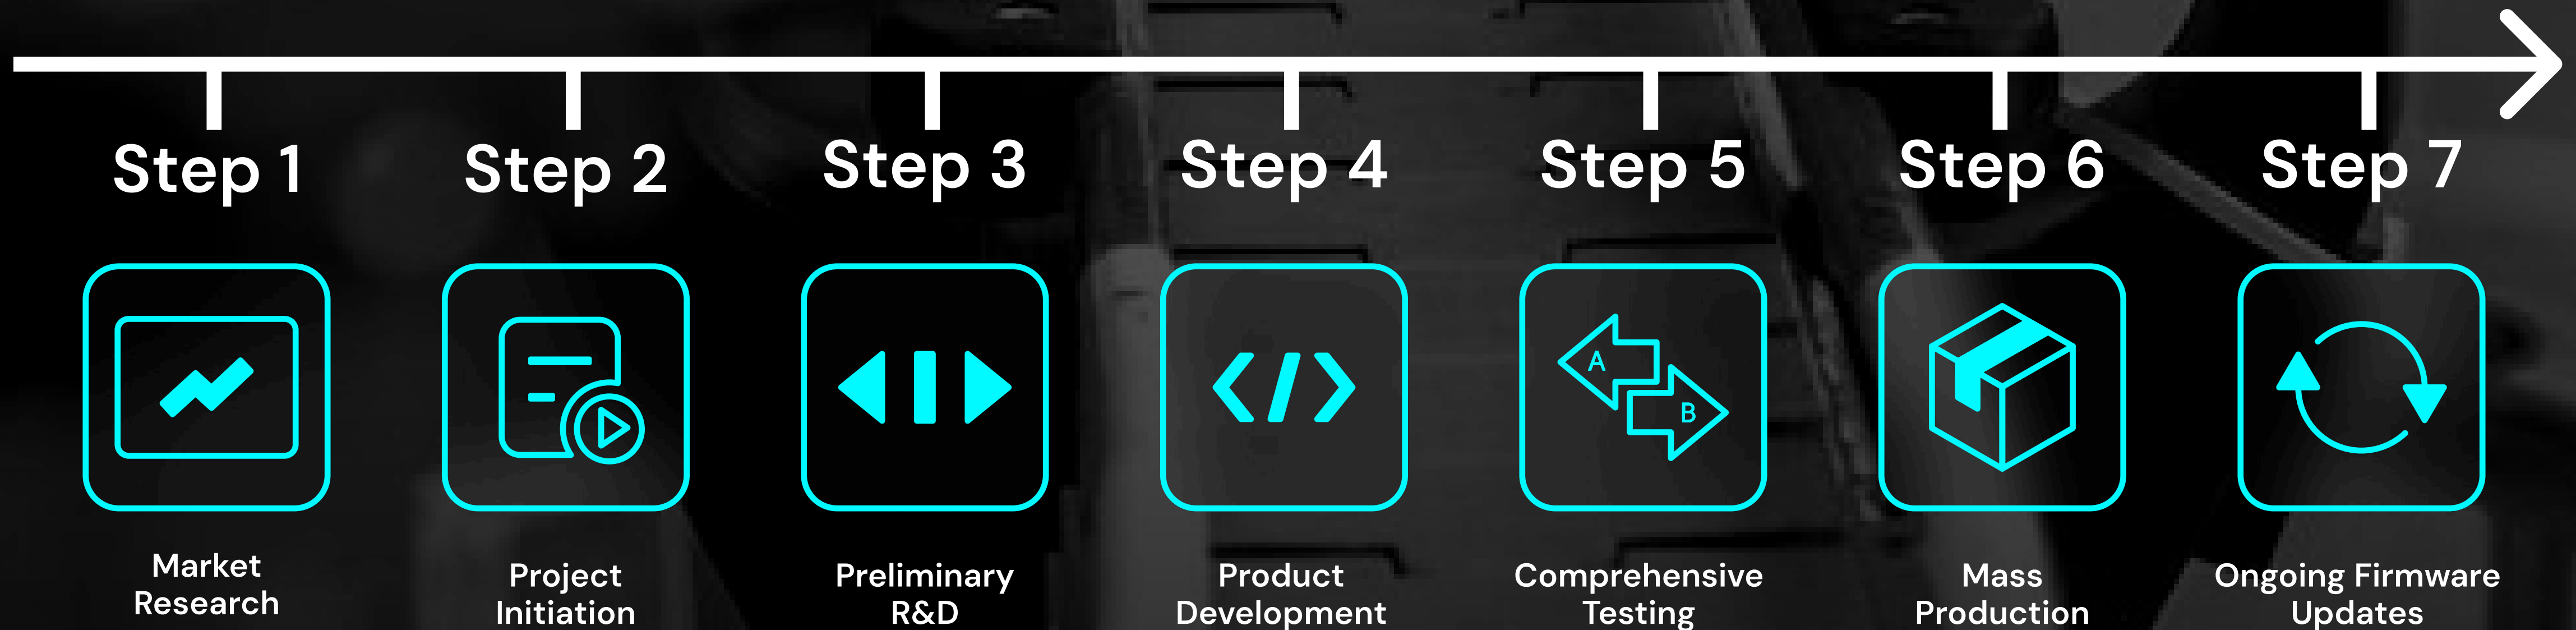 Step 1
Step 2
Step 3
Step 4
Step 5
Step 6
Step 7
A
B
Market
Research
Project
Initiation
Preliminary
R&D
Product
Development
Comprehensive
Testing
Mass
Production
Ongoing Firmware
Updates